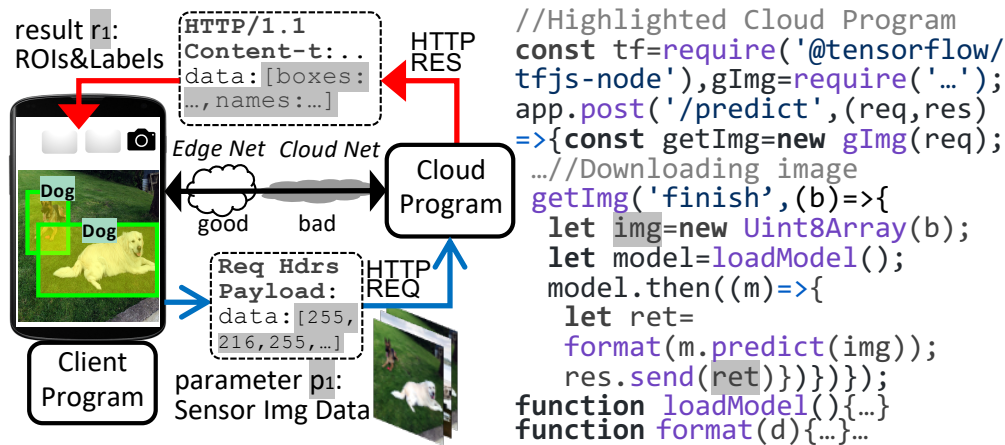 result r1:
ROIs&Labels
HTTP/1.1
Content-t:..
data:[boxes:
…,names:…]
HTTP
RES
Edge Net
Cloud Net
good
bad
Cloud
Program
Dog
Dog
Req Hdrs
Payload:
data:[255,
216,255,…]
HTTP
REQ
Client
Program
parameter p1:
Sensor Img Data
//Highlighted Cloud Program
const tf=require('@tensorflow/
tfjs-node'),gImg=require('…');
app.post('/predict',(req,res)
=>{const getImg=new gImg(req);
…//Downloading image
getImg('finish’,(b)=>{
let img=new Uint8Array(b);
let model=loadModel();
model.then((m)=>{
let ret=
format(m.predict(img));
res.send(ret)})})});
function loadModel(){…}
function format(d){…}…